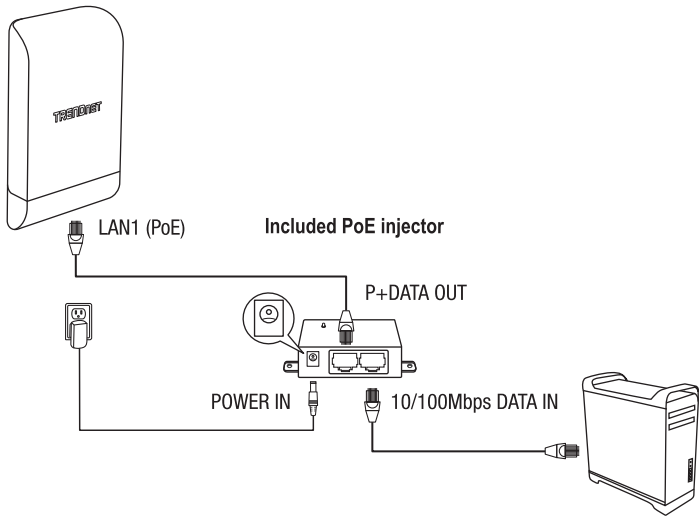 TRENDNET
LAN1 (PoE)
Included PoE injector
P+DATA OUT
POWER IN
10/100Mbps DATA IN